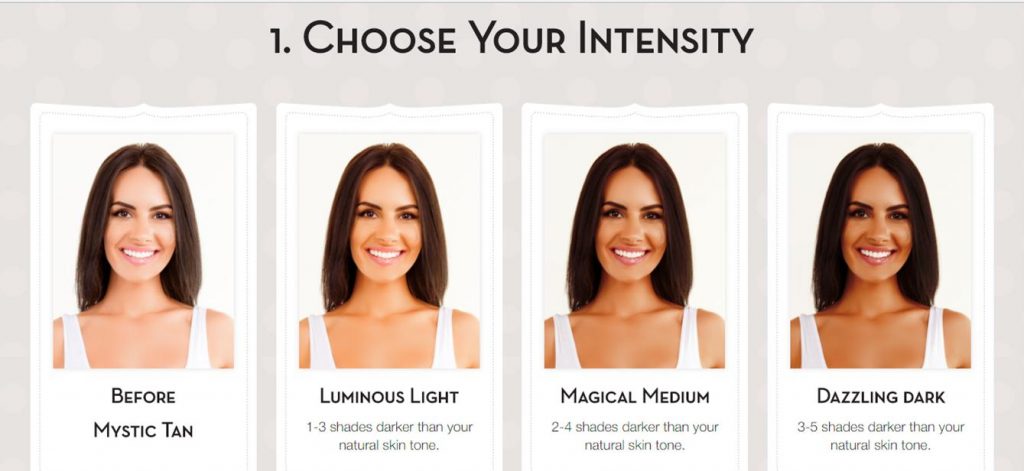 1. Choose Your Intensity
Before
Mystic Tan
Luminous Light
1-3 shades darker than your
natural skin tone.
Magical Medium
2-4 shades darker than your
natural skin tone.
Dazzling dark
3-5 shades darker than your
natural skin tone.